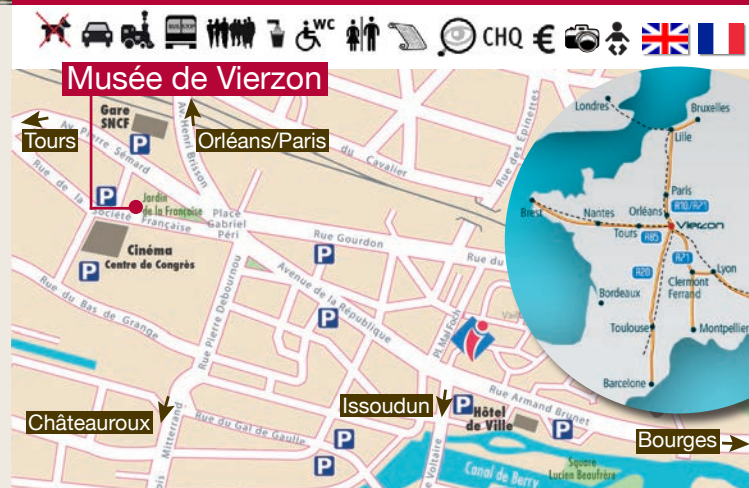 BUS STOP
WC
CHQ €
Musée de Vierzon
Tours
Gare
SNCF
Orléans/Paris
Av. Henri Brisson
Av. Pierre Sémard
du Cavalier
Rue des Epinettes
Rue de la Société Française
Jardin
de la Française
Place
Gabriel
Péri
Cinéma
Centre de Congrès
Rue Gourdon
Rue du
Avenue de la République
Rue Pierre Debournou
Rue du Bas de Grange
Pl. Mal Foch
Châteauroux
Mitterrand
Rue du Gal de Gaulle
Issoudun
Voltaire
Hôtel
de Ville
Rue Armand Brunet
Bourges
Canal de Berry
Square
Lucien Beaufrère
P
P
P
P
P
P
P
P
P
Londres
Bruxelles
Lille
Paris
Orléans
A10/A71
Brest
Nantes
Tours
Vierzon
A85
A71
A20
Lyon
Clermont
Ferrand
Bordeaux
Toulouse
Montpellier
Barcelone